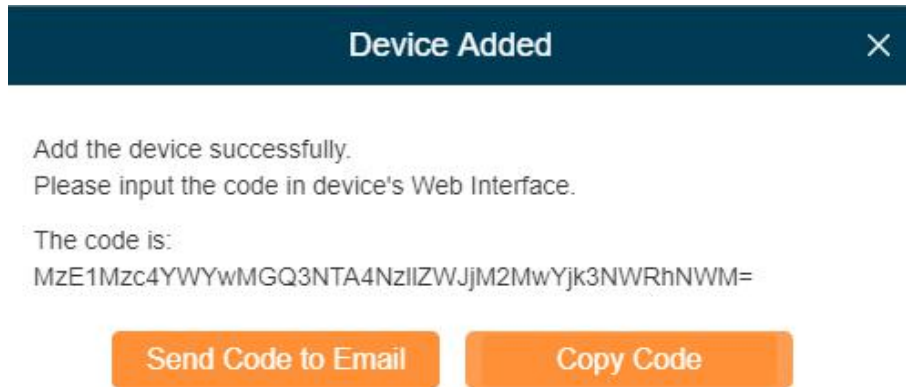 Device Added
Add the device successfully.
Please input the code in device's Web Interface.
The code is:
MzE1Mzc4YWYwMGQ3NTA4NzllZWJjM2MwYjk3NWRhNWM=
Send Code to Email
Copy Code